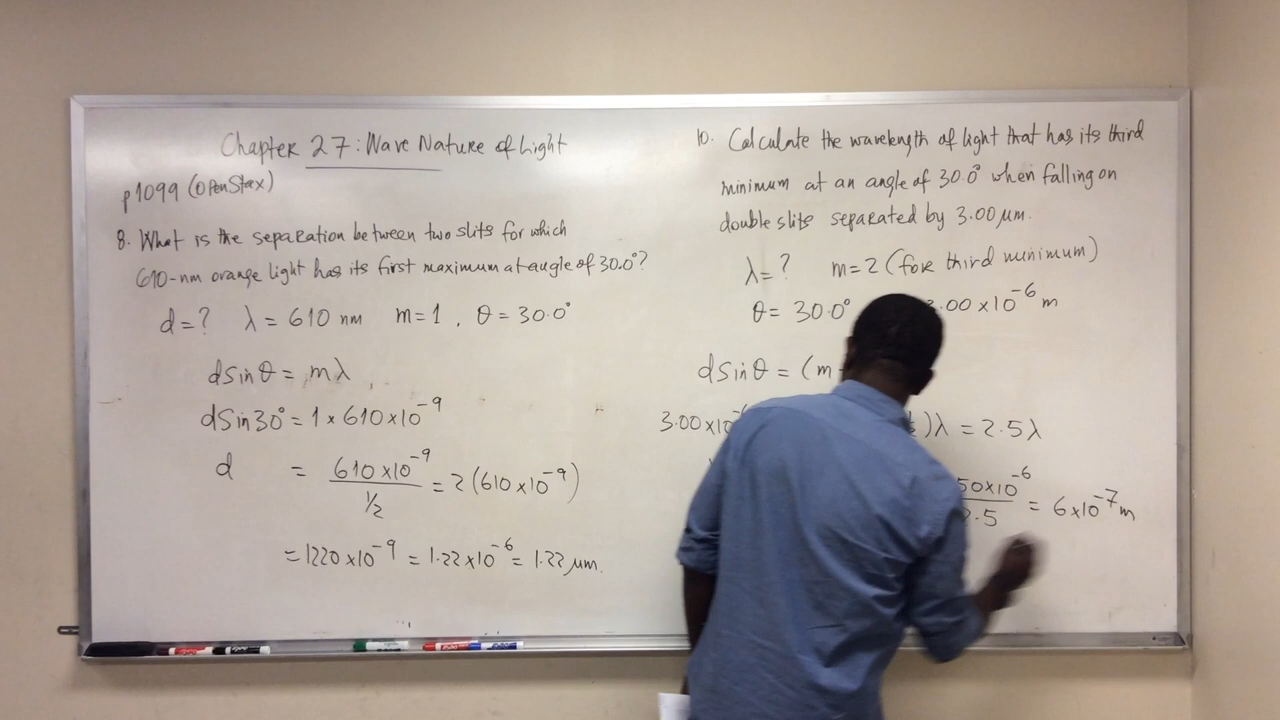 Chapter 27: Wave Nature of Light
p1099 (OpenStax)
8. What is the separation between two slits for which
610-nm orange light has its first maximum at angle of 30.0°?
d = ? λ = 610 nm m = 1 , θ = 30.0°
dSinθ = mλ
dSin30° = 1 × 610 × 10⁻⁹
d = 610 × 10⁻⁹ / 1/2 = 2 (610 × 10⁻⁹)
= 1220 × 10⁻⁹ = 1.22 × 10⁻⁶ = 1.22 μm.
10. Calculate the wavelength of light that has its third
minimum at an angle of 30.0° when falling on
double slits separated by 3.00 μm.
λ = ? m = 2 (for third minimum)
θ = 30.0° 3.00 × 10⁻⁶ m
dSinθ = (m
3.00 × 10⁻⁶ )λ = 2.5λ
50 × 10⁻⁶ / 2.5 = 6 × 10⁻⁷ m